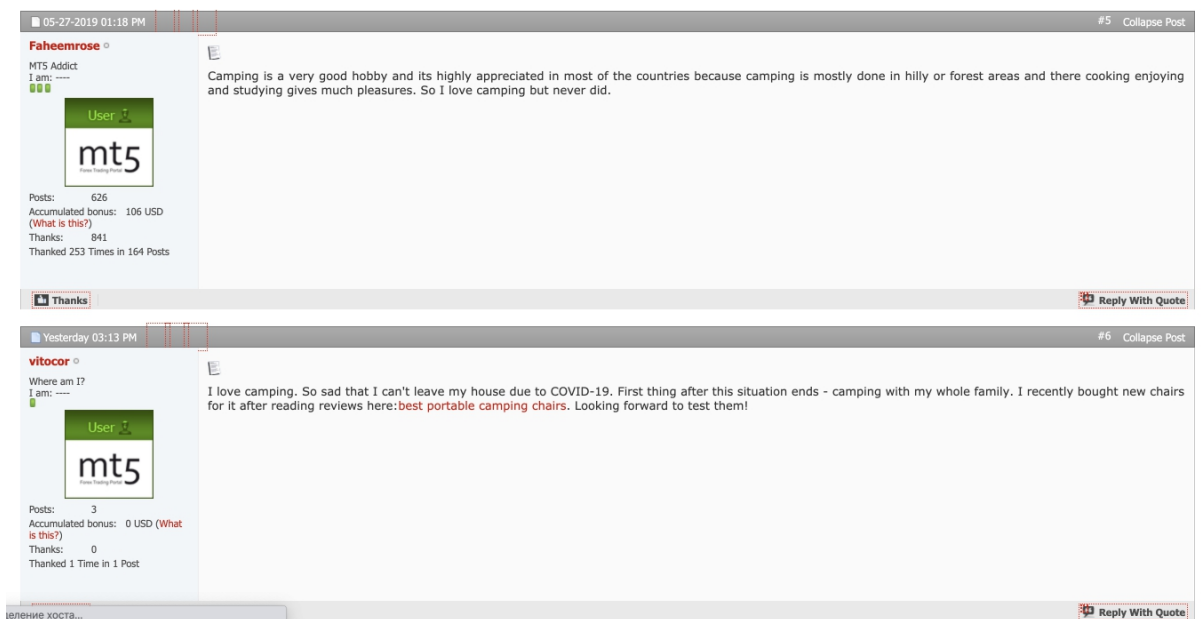 05-27-2019 01:18 PM
#5 Collapse Post
Faheemrose
MT5 Addict
I am: ----
User
mt5
Forex Trading Portal
Posts: 626
Accumulated bonus: 106 USD
(What is this?)
Thanks: 841
Thanked 253 Times in 164 Posts
Camping is a very good hobby and its highly appreciated in most of the countries because camping is mostly done in hilly or forest areas and there cooking enjoying
and studying gives much pleasures. So I love camping but never did.
Thanks
Reply With Quote
Yesterday 03:13 PM
#6 Collapse Post
vitocor
Where am I?
I am: ----
User
mt5
Forex Trading Portal
Posts: 3
Accumulated bonus: 0 USD (What
is this?)
Thanks: 0
Thanked 1 Time in 1 Post
I love camping. So sad that I can't leave my house due to COVID-19. First thing after this situation ends - camping with my whole family. I recently bought new chairs
for it after reading reviews here:best portable camping chairs. Looking forward to test them!
хоста...
Reply With Quote